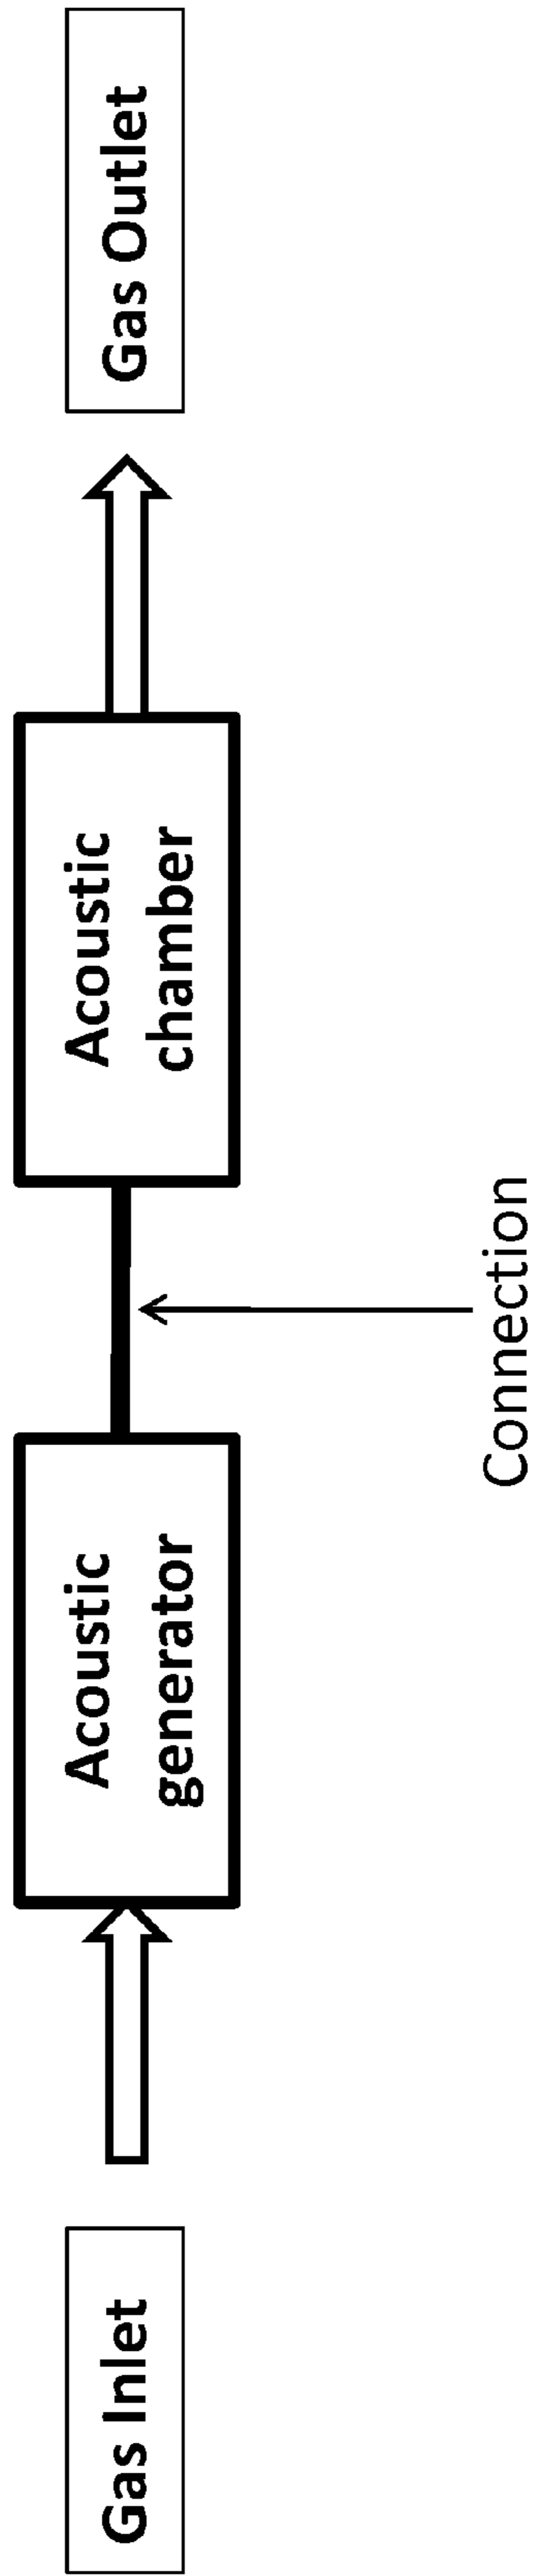 Gas Inlet
Acoustic
generator
Connection
Acoustic
chamber
Gas Outlet